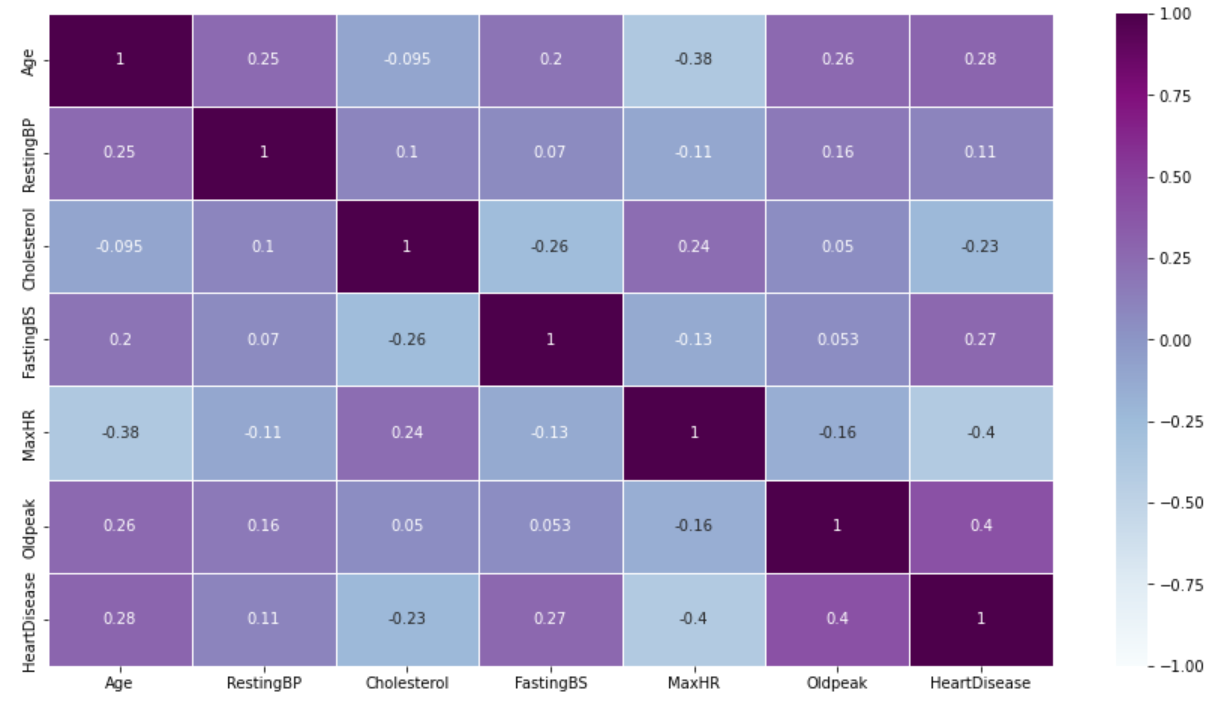 Age 1 0.25 -0.095 0.2 -0.38 0.26 0.28
RestingBP 0.25 1 0.1 0.07 -0.11 0.16 0.11
Cholesterol -0.095 0.1 1 -0.26 0.24 0.05 -0.23
FastingBS 0.2 0.07 -0.26 1 -0.13 0.053 0.27
MaxHR -0.38 -0.11 0.24 -0.13 1 -0.16 -0.4
Oldpeak 0.26 0.16 0.05 0.053 -0.16 1 0.4
HeartDisease 0.28 0.11 -0.23 0.27 -0.4 0.4 1
Age RestingBP Cholesterol FastingBS MaxHR Oldpeak HeartDisease
1.00
0.75
0.50
0.25
0.00
−0.25
−0.50
−0.75
−1.00